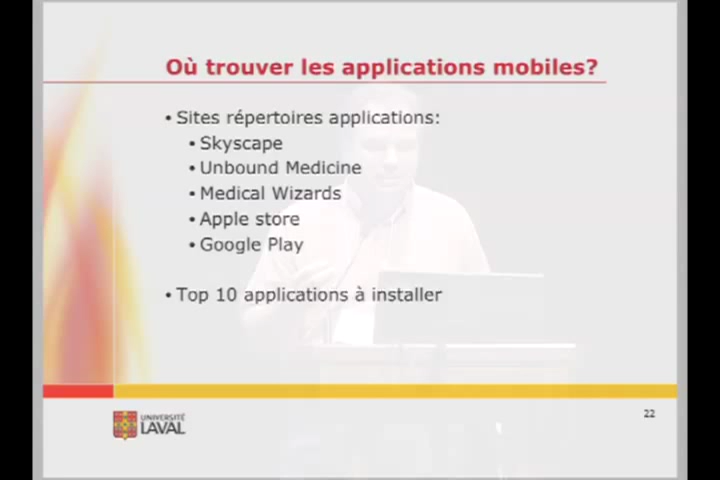 Où trouver les applications mobiles?
• Sites répertoires applications:
• Skyscape
• Unbound Medicine
• Medical Wizards
• Apple store
• Google Play
• Top 10 applications à installer
UNIVERSITÉ
LAVAL
22